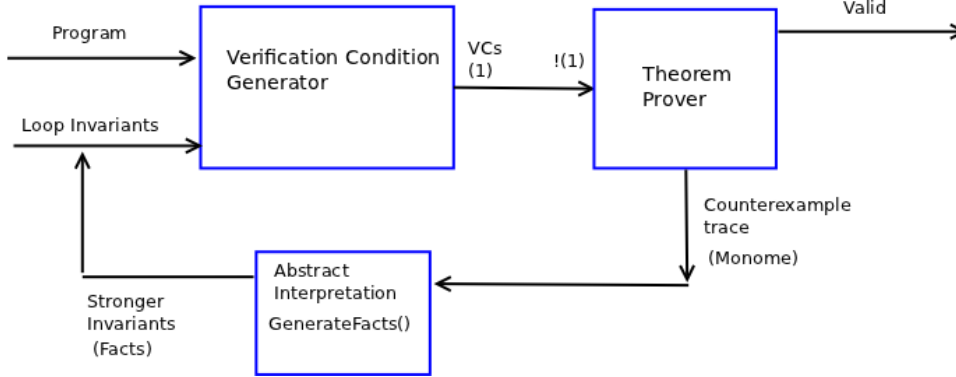 Valid
Program
Verification Condition
Generator
VCs
(1)
!(1)
Theorem
Prover
Loop Invariants
Counterexample
trace
(Monome)
Abstract
Interpretation
GenerateFacts()
Stronger
Invariants
(Facts)